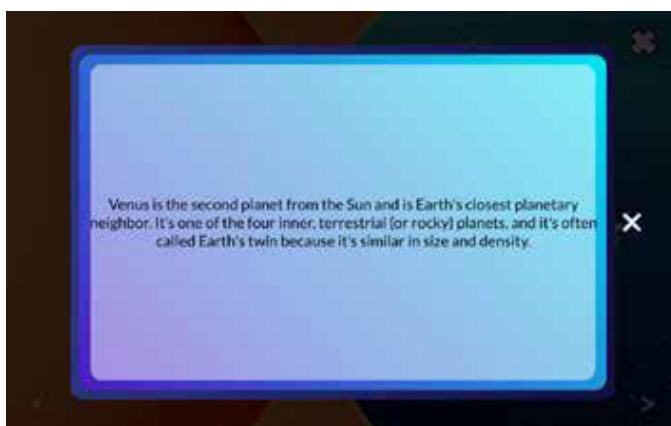 Venus is the second planet from the Sun and is Earth's closest planetary
neighbor. It's one of the four inner, terrestrial (or rocky) planets, and it's often
called Earth's twin because it's similar in size and density.